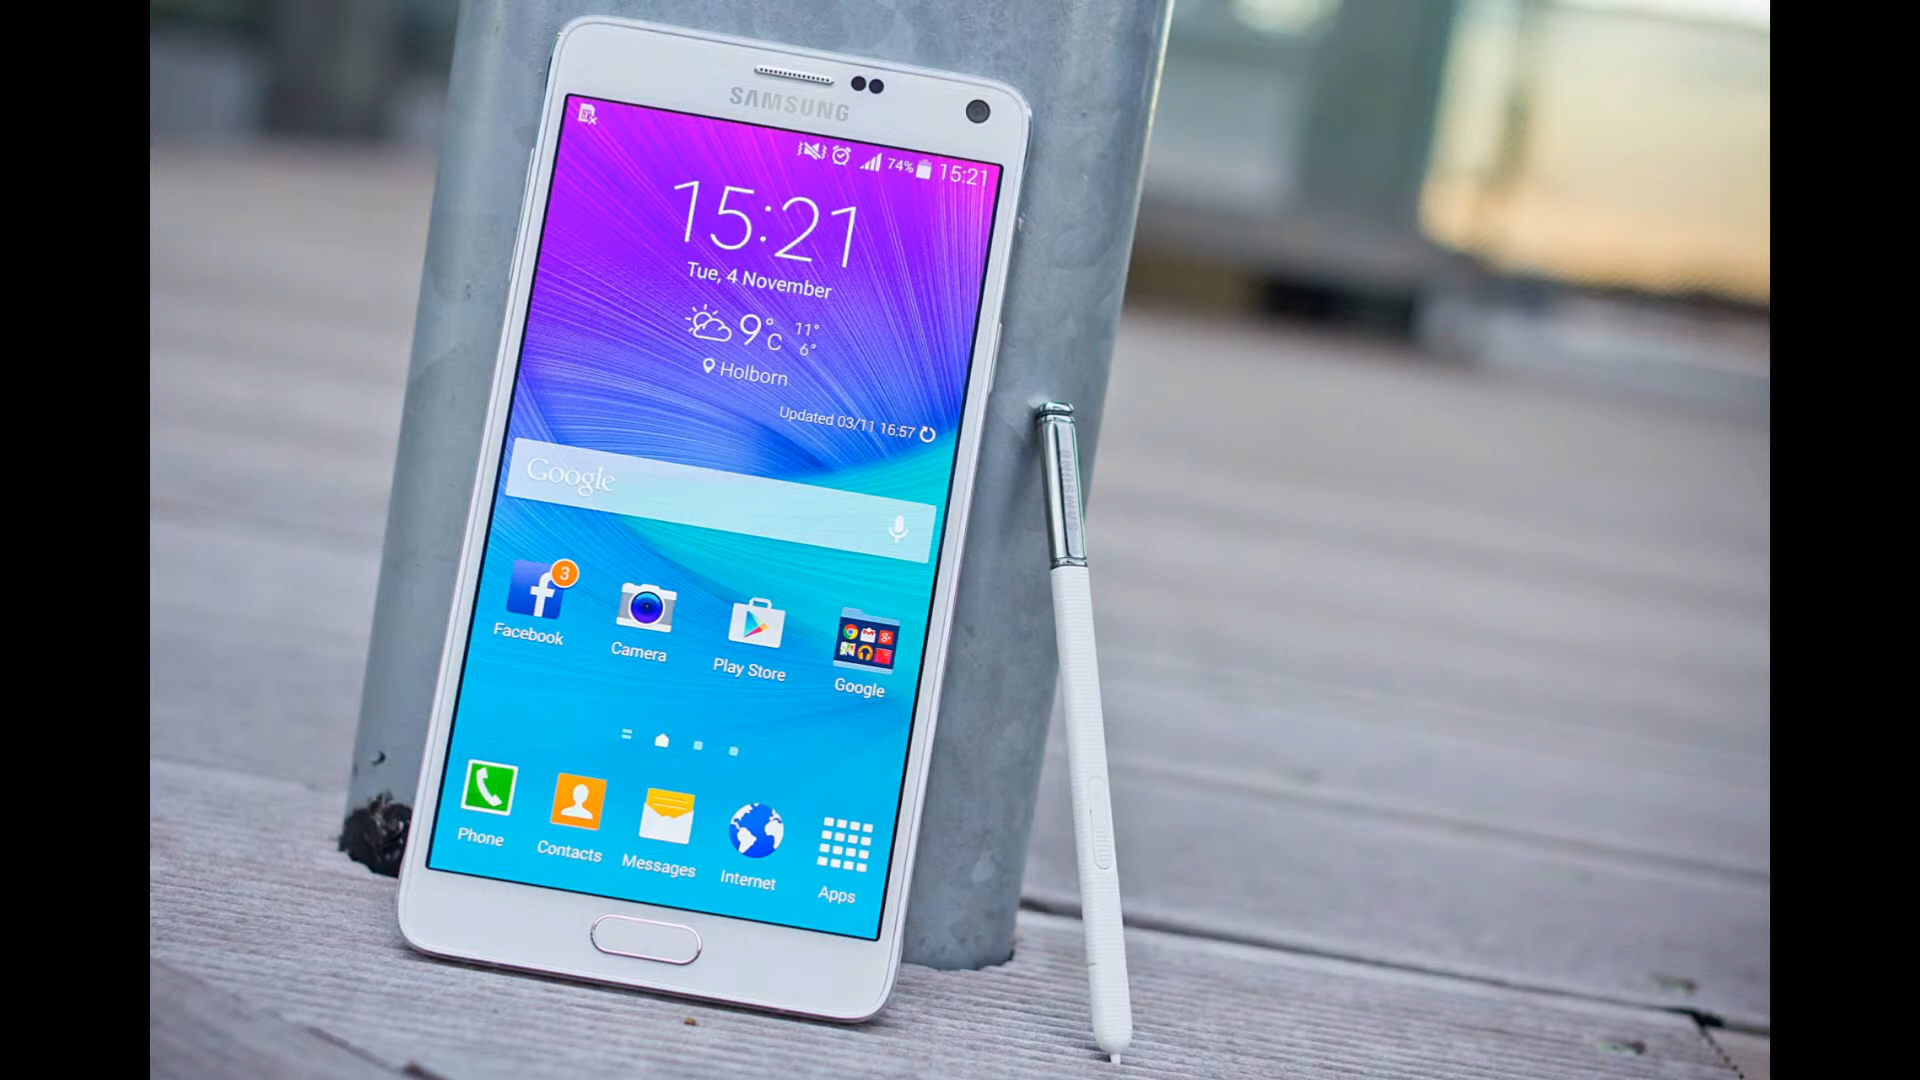 SAMSUNG
74% 15:21
15:21
Tue, 4 November
9°C 11°
6°
Holborn
Updated 03/11 16:57
Google
3
Facebook
Camera
Play Store
Google
Phone
Contacts
Messages
Internet
Apps
SAMSUNG